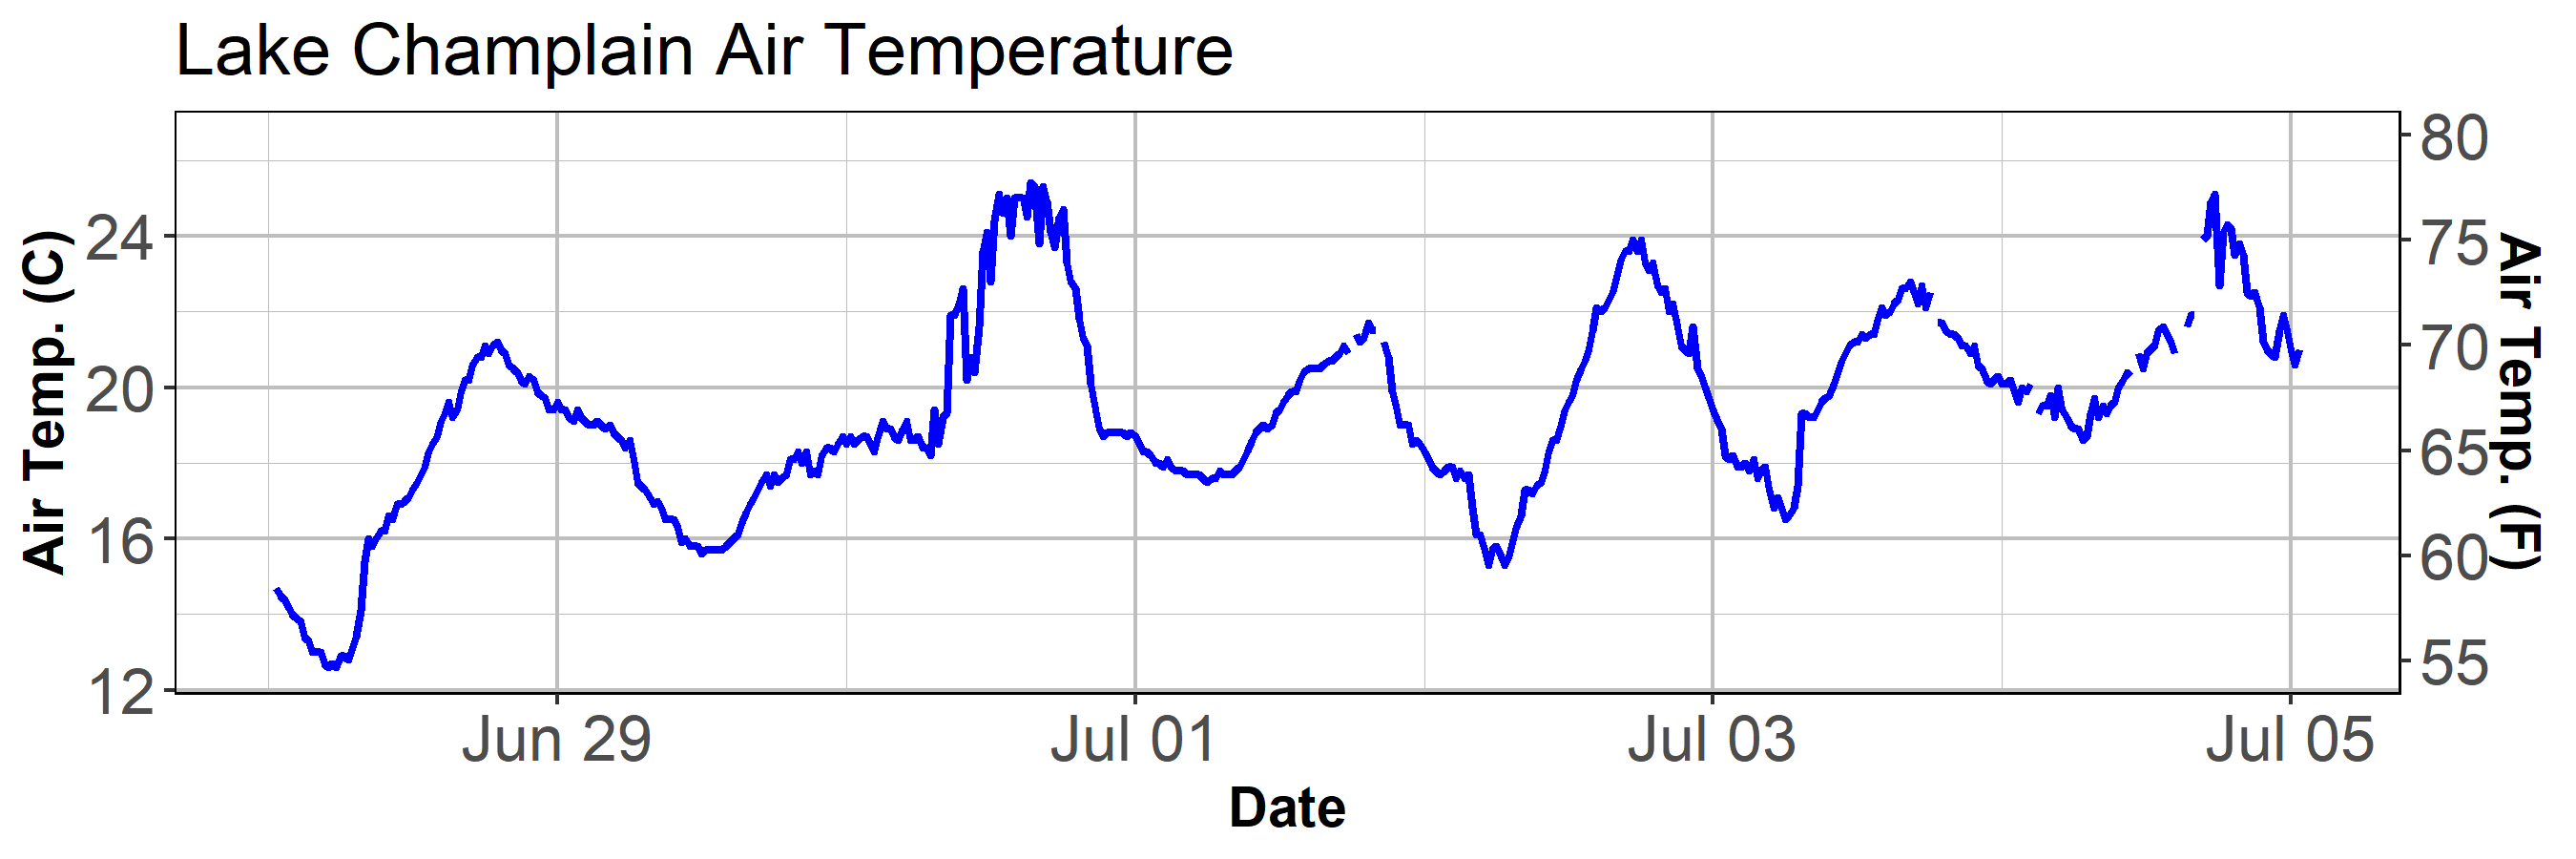 Lake Champlain Air Temperature
Air Temp. (C)
24
20
16
12
80
75
70
65
60
55
Air Temp. (F)
Jun 29
Jul 01
Jul 03
Jul 05
Date